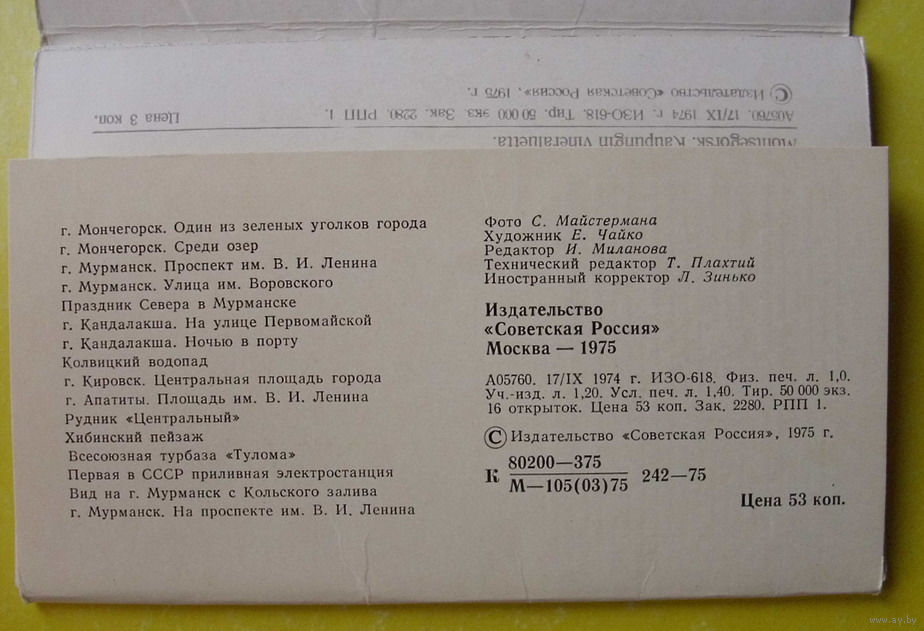 © Издательство «Советская Россия», 1975 г.
А05760. 17/IX 1974 г. ИЗО-618. Тир. 50 000 экз. Зак. 2280. РПП 1. Цена 3 коп.
Montsegorsk. Kaupungin viheralueita.
г. Мончегорск. Один из зеленых уголков города
г. Мончегорск. Среди озер
г. Мурманск. Проспект им. В. И. Ленина
г. Мурманск. Улица им. Воровского
Праздник Севера в Мурманске
г. Кандалакша. На улице Первомайской
г. Кандалакша. Ночью в порту
Колвицкий водопад
г. Кировск. Центральная площадь города
г. Апатиты. Площадь им. В. И. Ленина
Рудник «Центральный»
Хибинский пейзаж
Всесоюзная турбаза «Тулома»
Первая в СССР приливная электростанция
Вид на г. Мурманск с Кольского залива
г. Мурманск. На проспекте им. В. И. Ленина
Фото С. Майстермана
Художник Е. Чайко
Редактор И. Миланова
Технический редактор Т. Плахтий
Иностранный корректор Л. Зинько
Издательство
«Советская Россия»
Москва — 1975
А05760. 17/IX 1974 г. ИЗО-618. Физ. печ. л. 1,0.
Уч.-изд. л. 1,20. Усл. печ. л. 1,40. Тир. 50 000 экз.
16 открыток. Цена 53 коп. Зак. 2280. РПП 1.
© Издательство «Советская Россия», 1975 г.
80200—375
К 242—75
М—105(03)75
Цена 53 коп.
www.ay.by